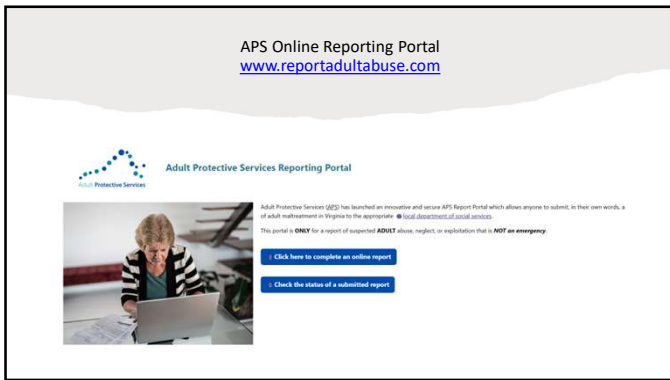 APS Online Reporting Portal
www.reportadultabuse.com
Adult Protective Services
Adult Protective Services Reporting Portal
Adult Protective Services (APS) has launched an innovative and secure APS Report Portal which allows anyone to submit, in their own words, a
of adult maltreatment in Virginia to the appropriate local department of social services.
This portal is ONLY for a report of suspected ADULT abuse, neglect, or exploitation that is NOT an emergency.
Click here to complete an online report
Check the status of a submitted report